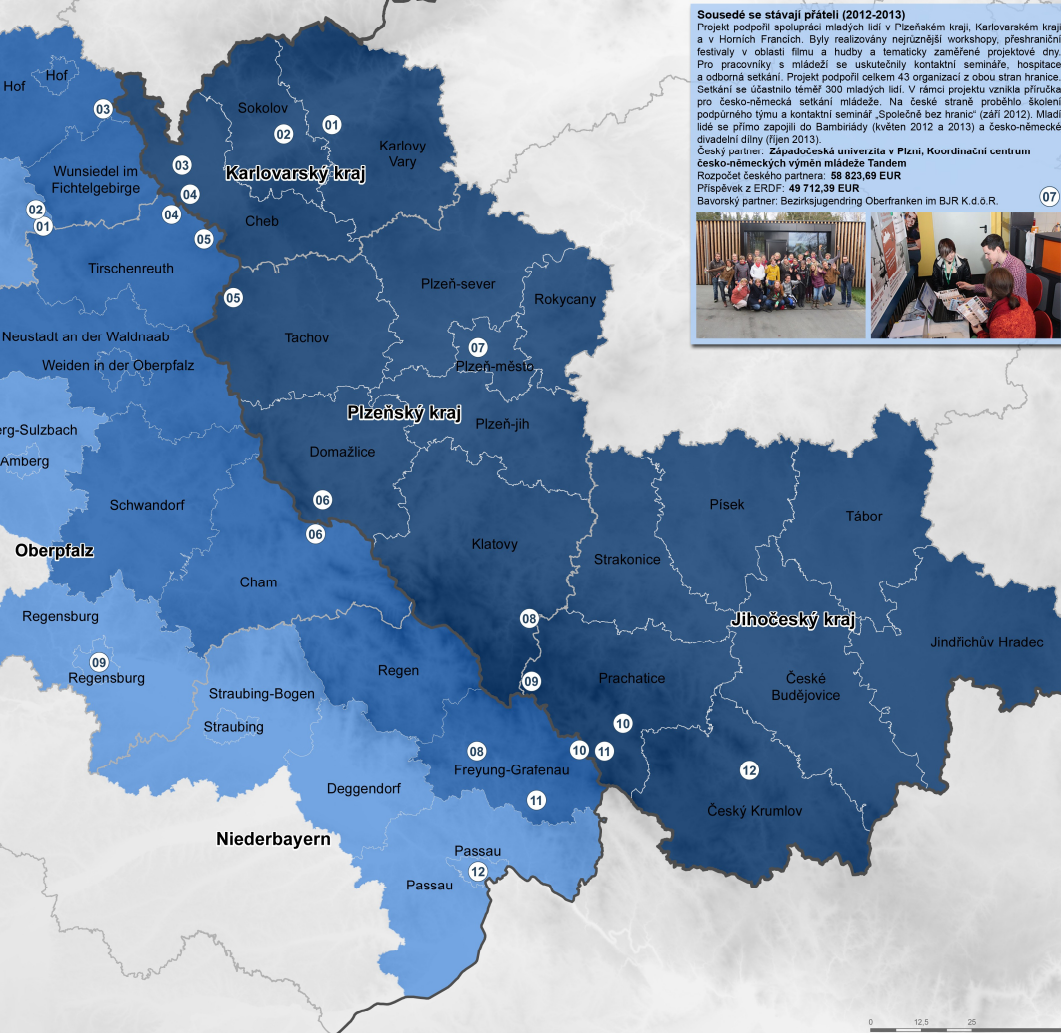 Sousedé se stávají přáteli (2012-2013)
Projekt podpořil spolupráci mladých lidí v Plzeňském kraji, Karlovarském kraji
a v Horních Francích. Byly realizovány nejrůznější workshopy, přeshraniční
festivaly v oblasti filmu a hudby a tematicky zaměřené projektové dny.
Pro pracovníky s mládeží se uskutečnily kontaktní semináře, hospitace
a odborná setkání. Projekt podpořil celkem 43 organizací z obou stran hranice.
Setkání se účastnilo téměř 300 mladých lidí. V rámci projektu vznikla příručka
pro česko-německá setkání mládeže. Na české straně proběhlo školení
podpůrného týmu a kontaktní seminář „Společně bez hranic“ (září 2012). Mladí
lidé se přímo zapojili do Bambiriády (květen 2012 a 2013) a česko-německé
divadelní dílny (říjen 2013).
Český partner: Západočeská univerzita v Plzni, Koordinační centrum
česko-německých výměn mládeže Tandem
Rozpočet českého partnera: 58 823,69 EUR
Příspěvek z ERDF: 49 712,39 EUR
Bavorský partner: Bezirksjugendring Oberfranken im BJR K.d.ö.R.
07
Hof
Hof
03
Sokolov
02
01
Karlovy
Vary
03
Karlovarský kraj
Wunsiedel im
Fichtelgebirge
04
04
02
01
Cheb
05
Tirschenreuth
05
Plzeň-sever
Rokycany
Neustadt an der Waldnaab
Tachov
07
Plzeň-město
Weiden in der Oberpfalz
Plzeňský kraj
Plzeň-jih
erg-Sulzbach
Amberg
Domažlice
06
06
Schwandorf
Písek
Tábor
Klatovy
Strakonice
Oberpfalz
Cham
Regensburg
08
Jihočeský kraj
Jindřichův Hradec
09
Regensburg
Regen
09
Prachatice
České
Budějovice
Straubing-Bogen
Straubing
10
08
10
11
12
Freyung-Grafenau
Deggendorf
11
Český Krumlov
Niederbayern
Passau
12
Passau
0 12,5 25